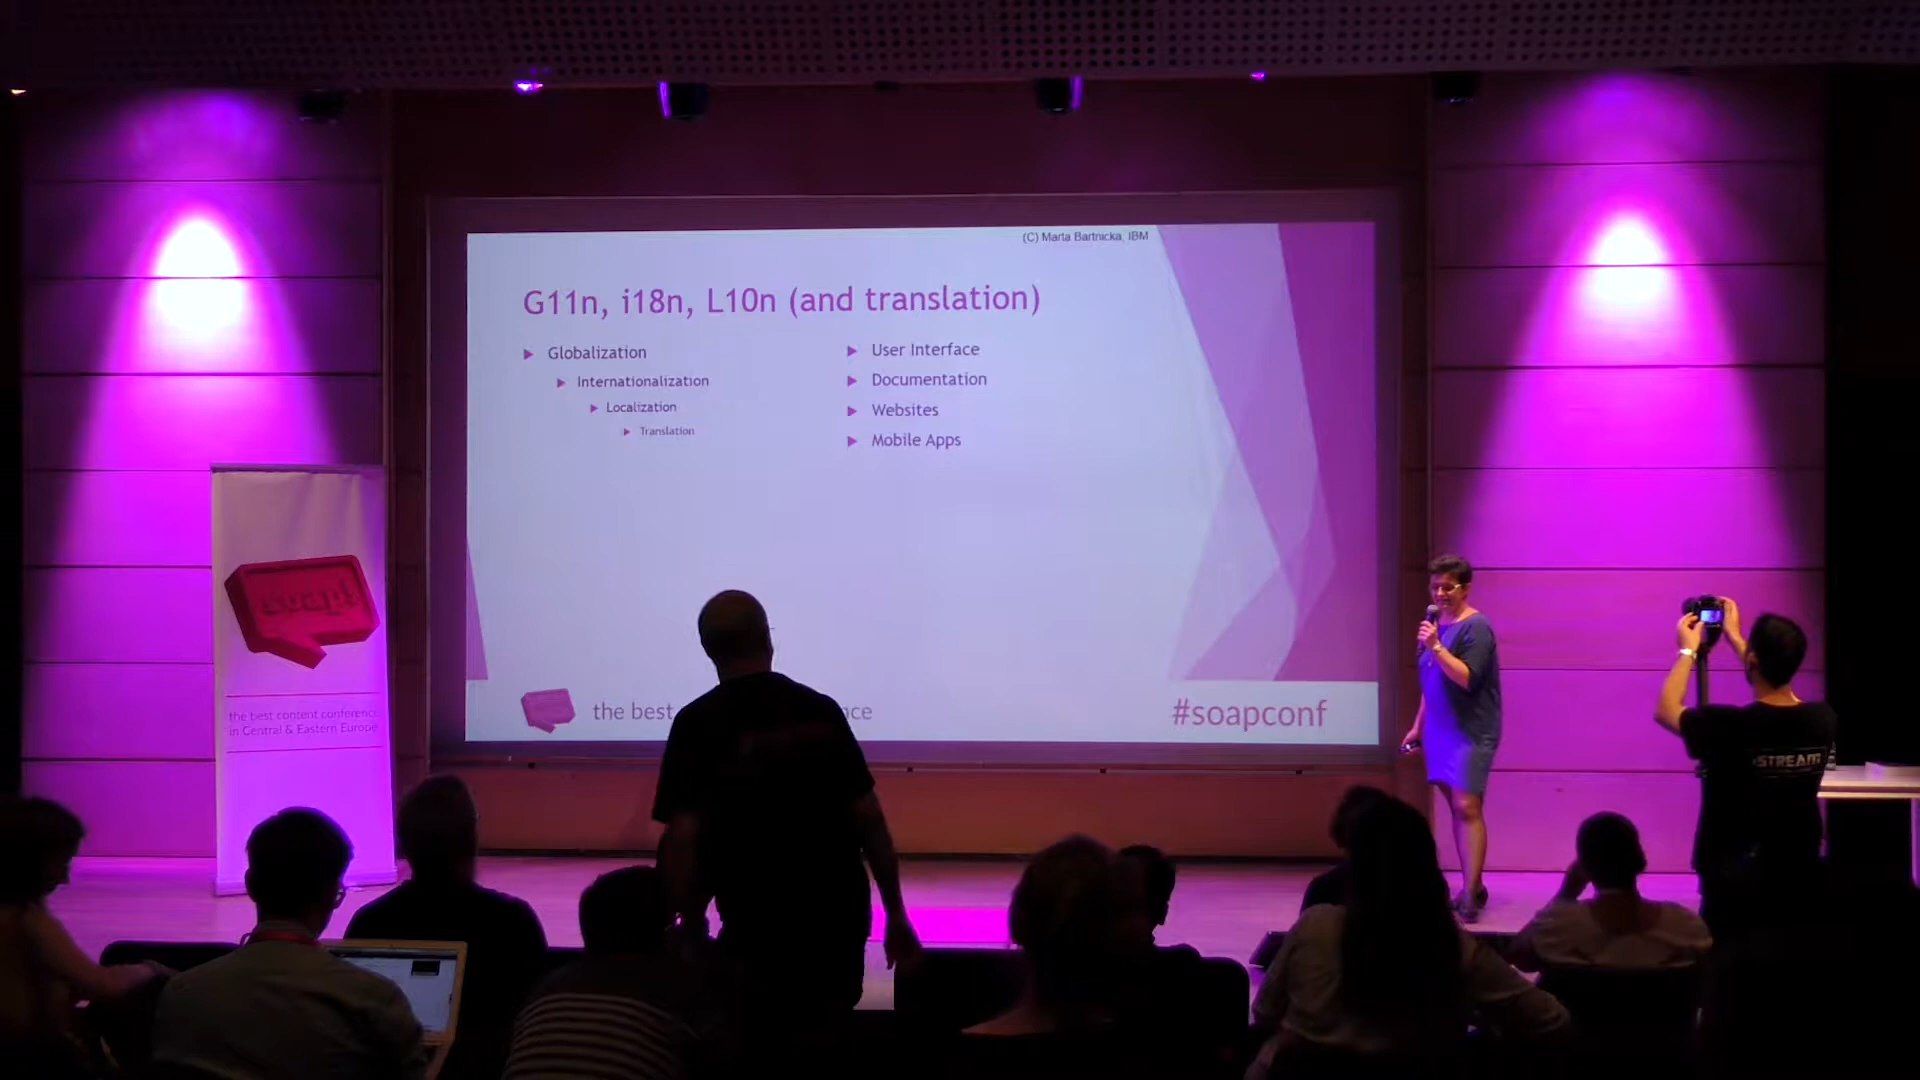 (C) Marta Bartnicka, IBM
G11n, i18n, L10n (and translation)
Globalization
Internationalization
Localization
Translation
User Interface
Documentation
Websites
Mobile Apps
the best
#soapconf
soap!
the best content conference
in Central & Eastern Europe
STREAM